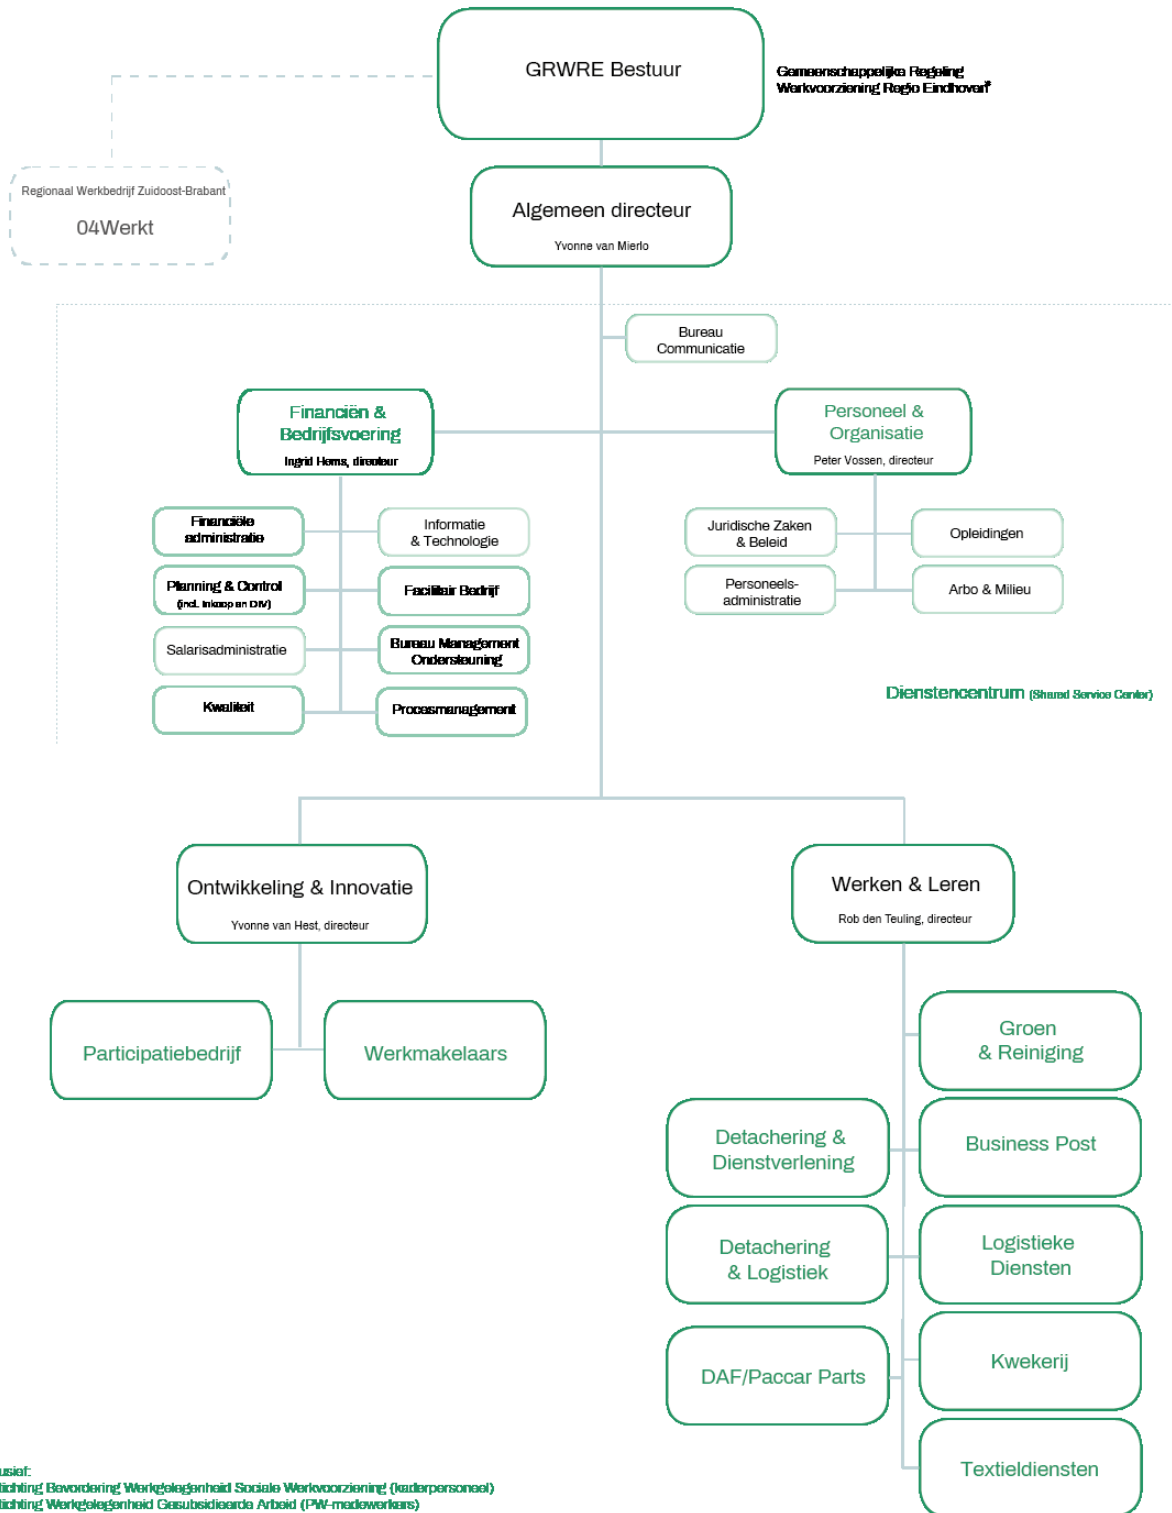 GRWRE Bestuur
Gemeenschappelijke Regeling
Werkvoorziening Regio Eindhoven*
Regionaal Werkbedrijf Zuidoost-Brabant
04Werkt
Algemeen directeur
Yvonne van Mierlo
Bureau
Communicatie
Financiën &
Bedrijfsvoering
Ingrid Hems, directeur
Personeel &
Organisatie
Peter Vossen, directeur
Financiële
administratie
Informatie
& Technologie
Planning & Control
(incl. Inkoop en DIV)
Facilitair Bedrijf
Salarisadministratie
Bureau Management
Ondersteuning
Kwaliteit
Procesmanagement
Juridische Zaken
& Beleid
Opleidingen
Personeels-
administratie
Arbo & Milieu
Dienstencentrum (Shared Service Center)
Ontwikkeling & Innovatie
Yvonne van Hest, directeur
Werken & Leren
Rob den Teuling, directeur
Participatiebedrijf
Werkmakelaars
Groen
& Reiniging
Detachering &
Dienstverlening
Business Post
Detachering
& Logistiek
Logistieke
Diensten
DAF/Paccar Parts
Kwekerij
Textieldiensten
usief:
tichting Bevordering Werkgelegenheid Sociale Werkvoorziening (kaderpersoneel)
tichting Werkgelegenheid Gesubsidieerde Arbeid (PW-medewerkers)